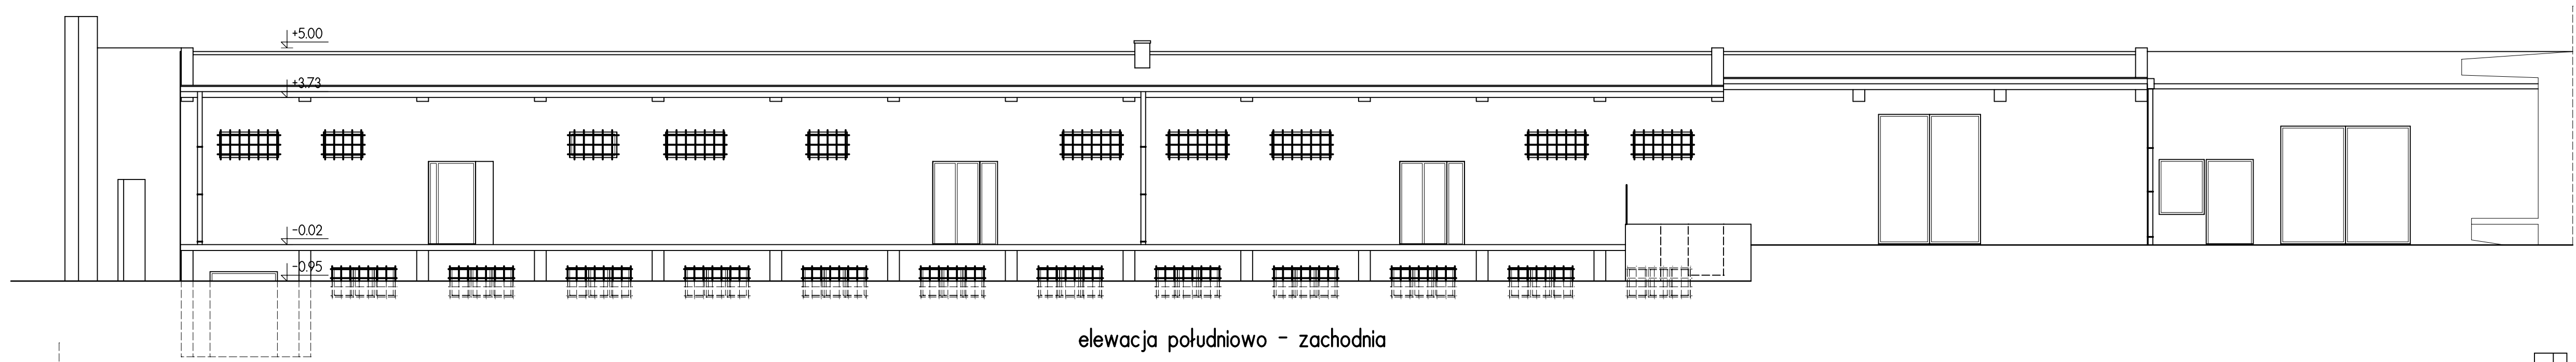 +5.00
+3.73
-0.02
-0.95
elewacja południowo - zachodnia